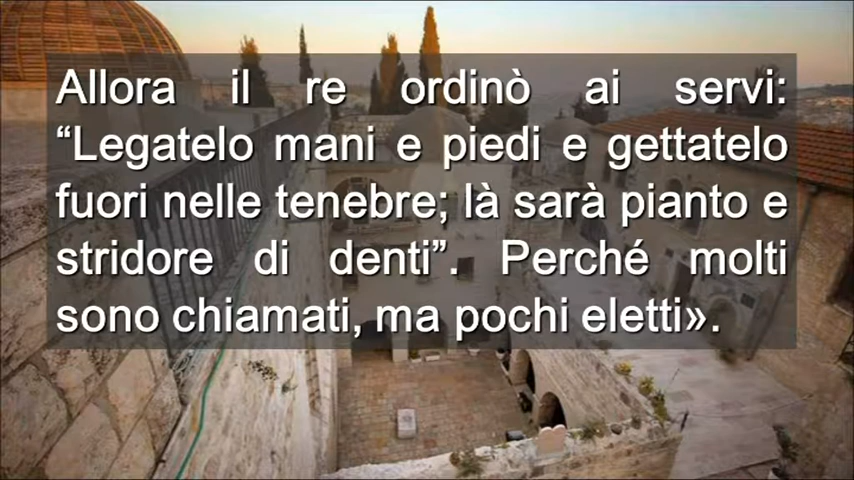 Allora il re ordinò ai servi:
“Legatelo mani e piedi e gettatelo
fuori nelle tenebre; là sarà pianto e
stridore di denti”. Perché molti
sono chiamati, ma pochi eletti».